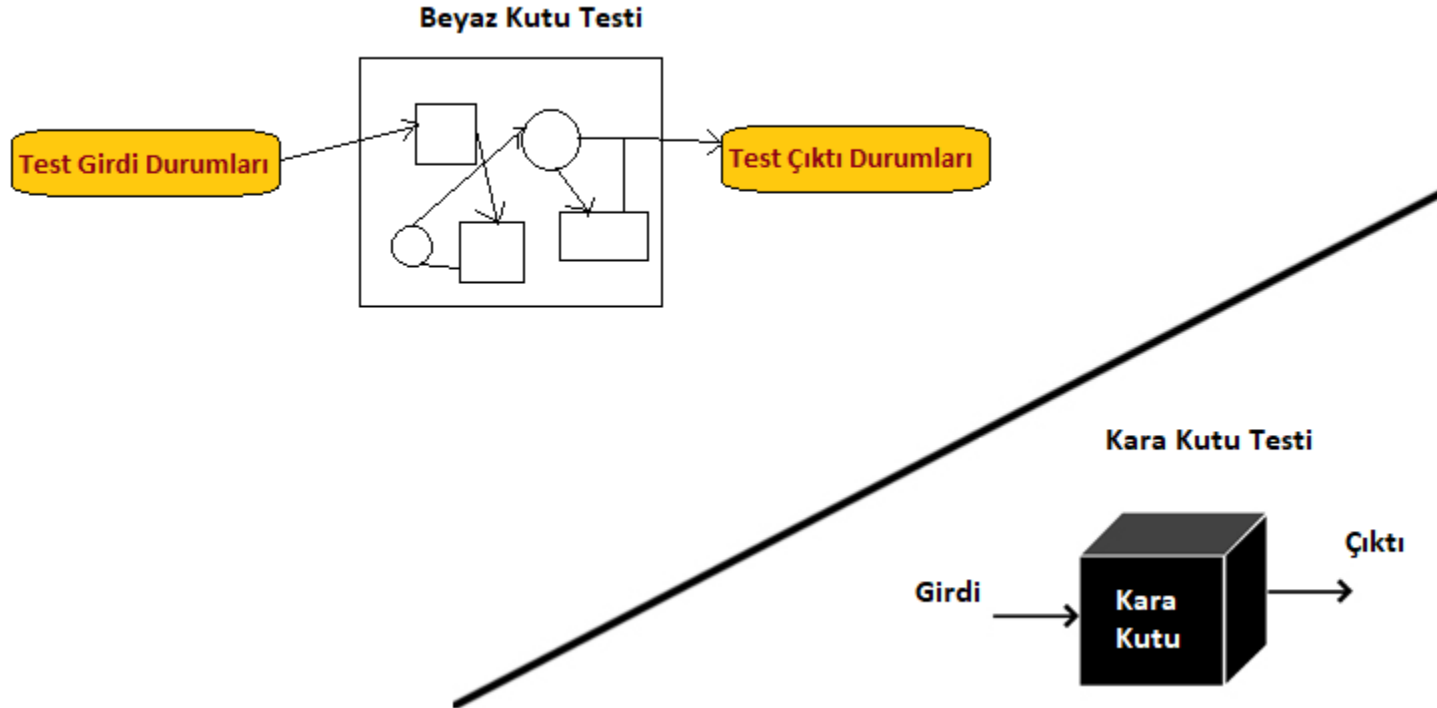 Beyaz Kutu Testi
Test Girdi Durumları
Test Çıktı Durumları
Kara Kutu Testi
Girdi
Kara
Kutu
Çıktı